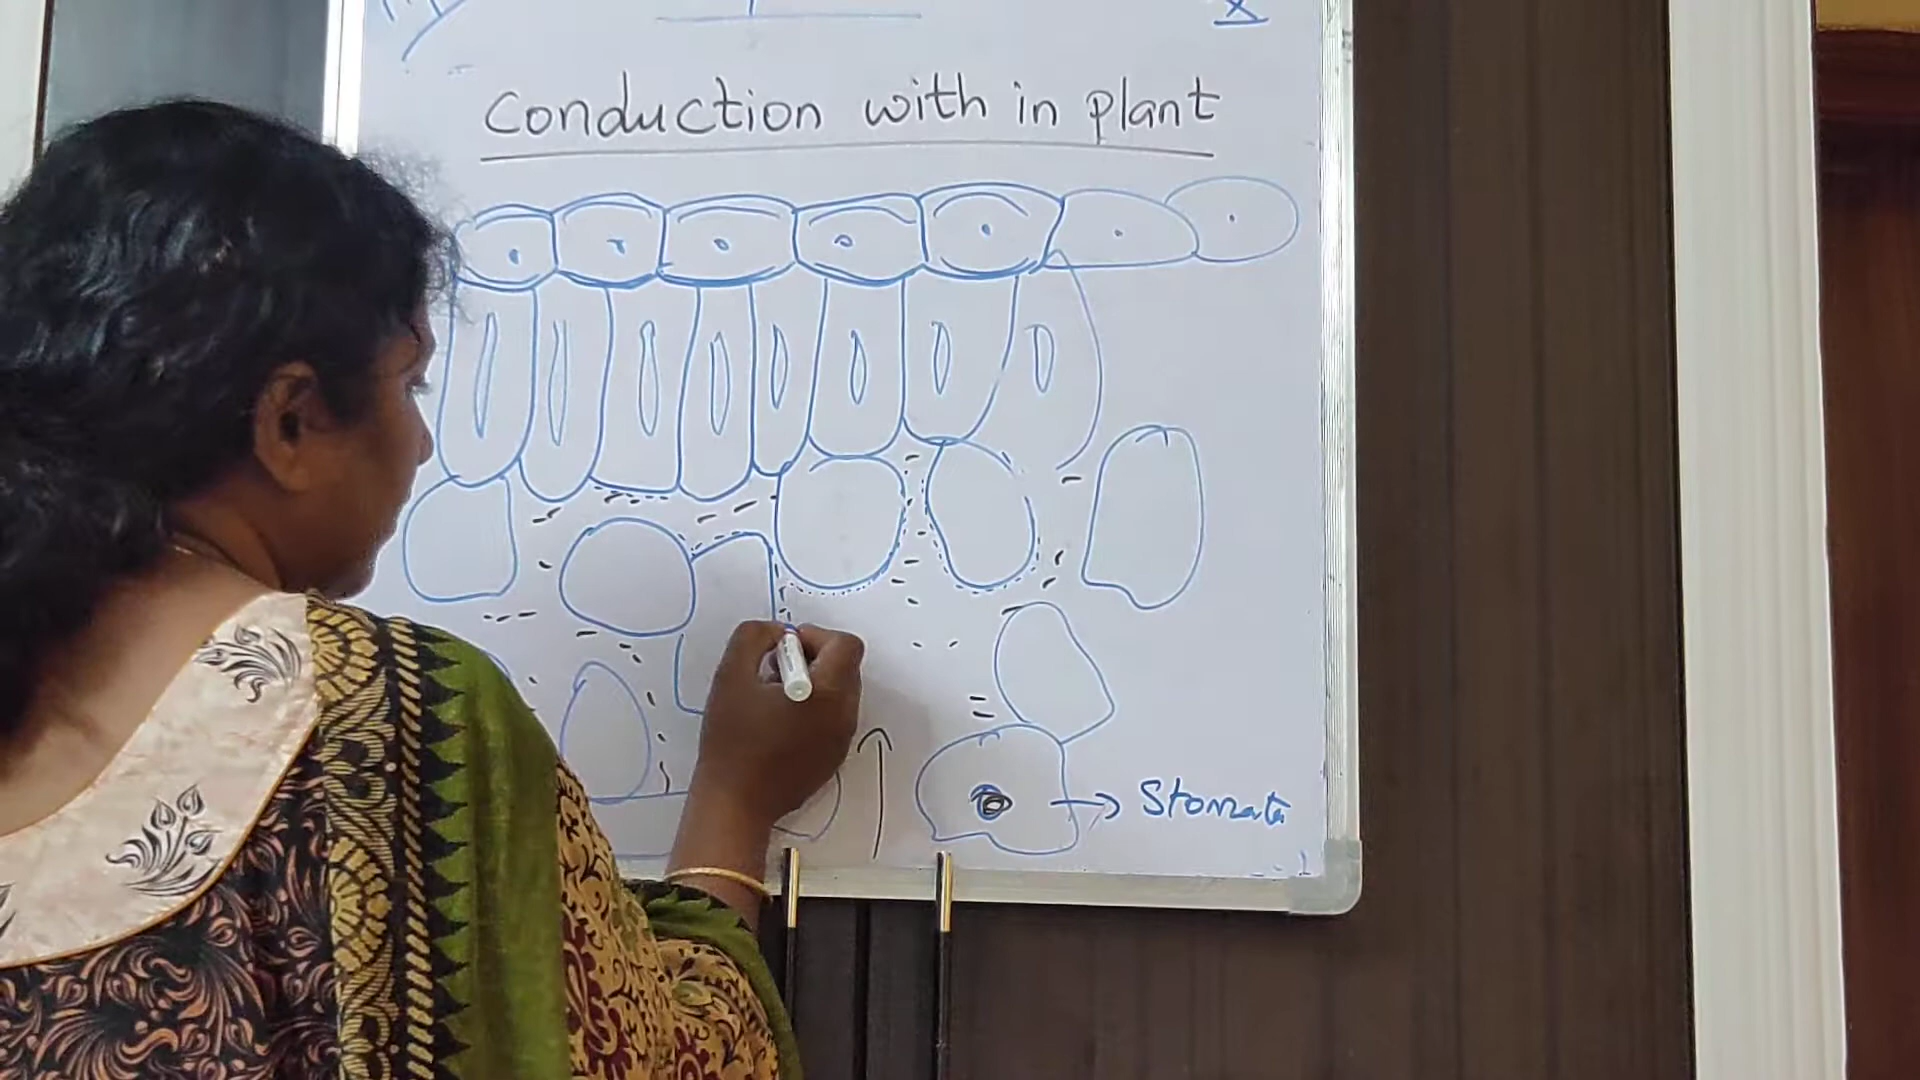 x
Conduction with in plant
Stomata